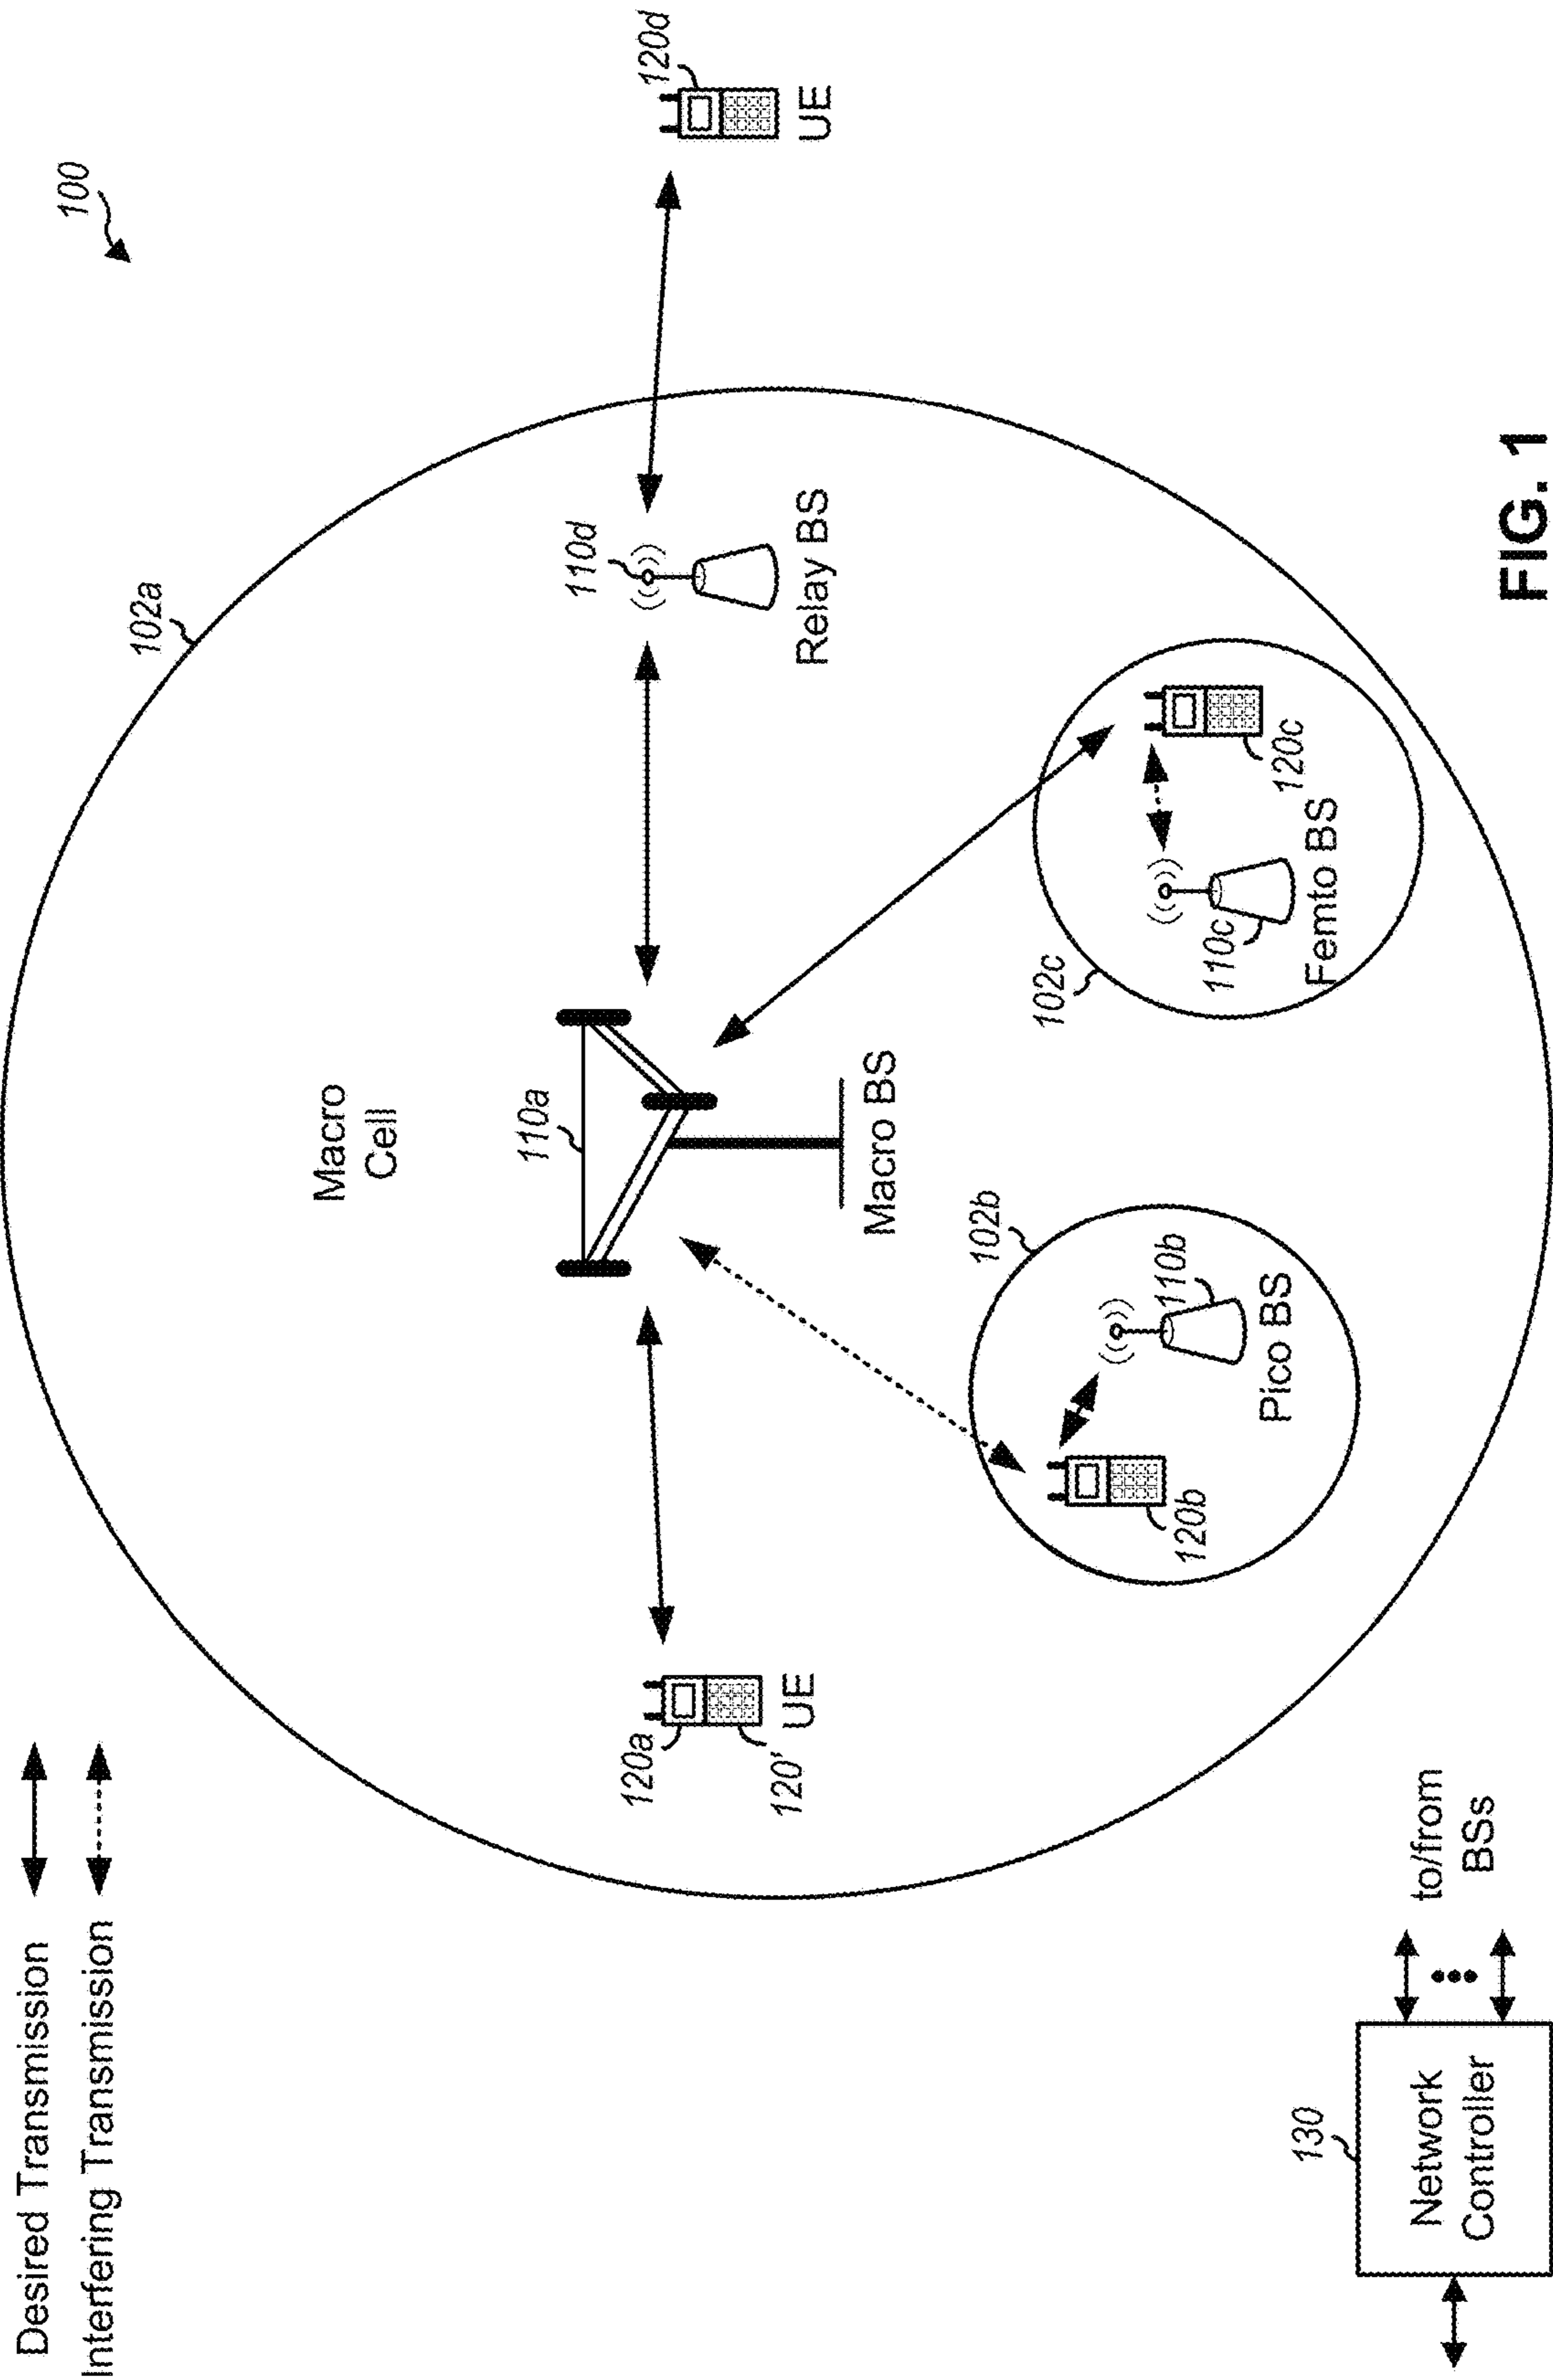 Desired Transmission
Interfering Transmission
100
102a
Macro
Cell
110a
Macro BS
120a
120'
UE
110d
Relay BS
120d
UE
102b
110b
Pico BS
120b
102c
110c
Femto BS
120c
130
Network
Controller
to/from
BSs
FIG. 1